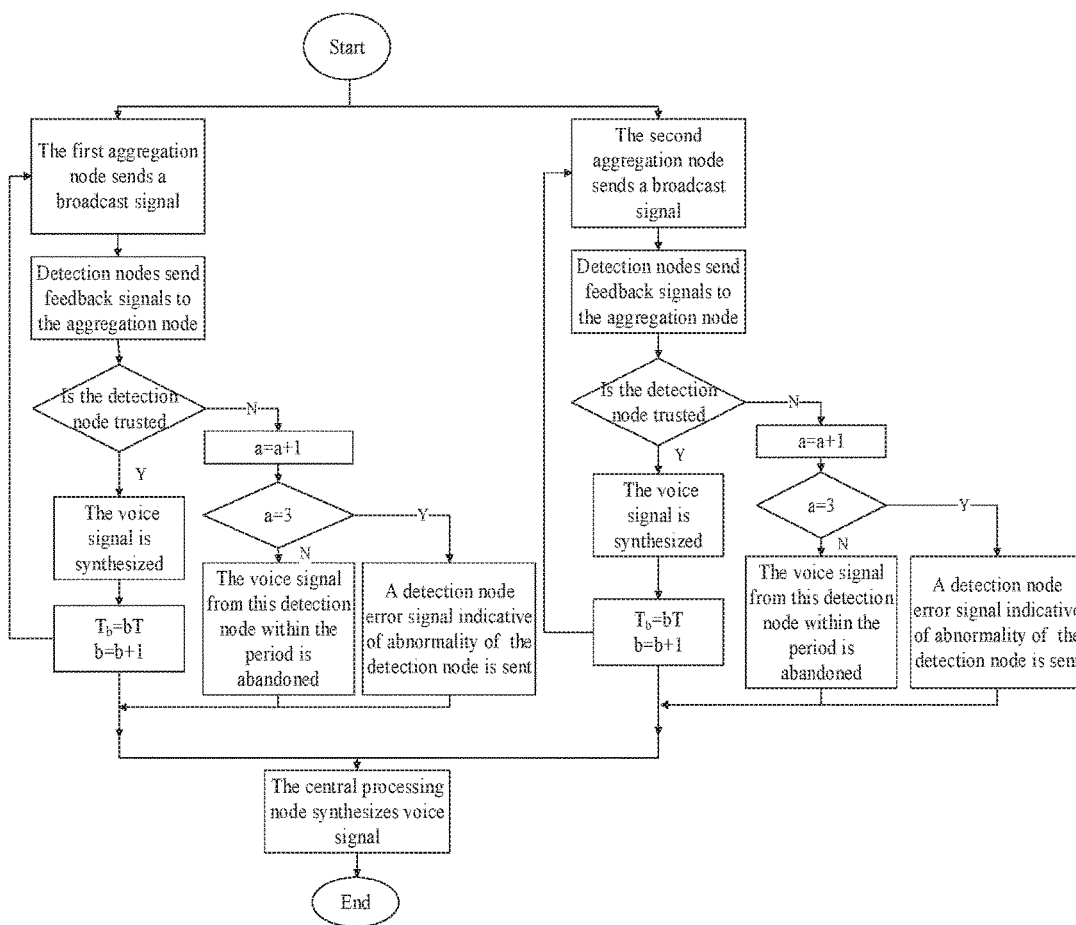 Start
The first aggregation
node sends a
broadcast signal
Detection nodes send
feedback signals to
the aggregation node
Is the detection
node trusted
N
a=a+1
Y
a=3
Y
N
The voice
signal is
synthesized
The voice signal
from this detection
node within the
period is
abandoned
A detection node
error signal indicative
of abnormality of the
detection node is sent
T_b=bT
b=b+1
The second
aggregation node
sends a broadcast
signal
Detection nodes send
feedback signals to
the aggregation node
Is the detection
node trusted
N
a=a+1
Y
a=3
Y
N
The voice
signal is
synthesized
The voice signal
from this detection
node within the
period is
abandoned
A detection node
error signal indicative
of abnormality of the
detection node is sent
T_b=bT
b=b+1
The central processing
node synthesizes voice
signal
End